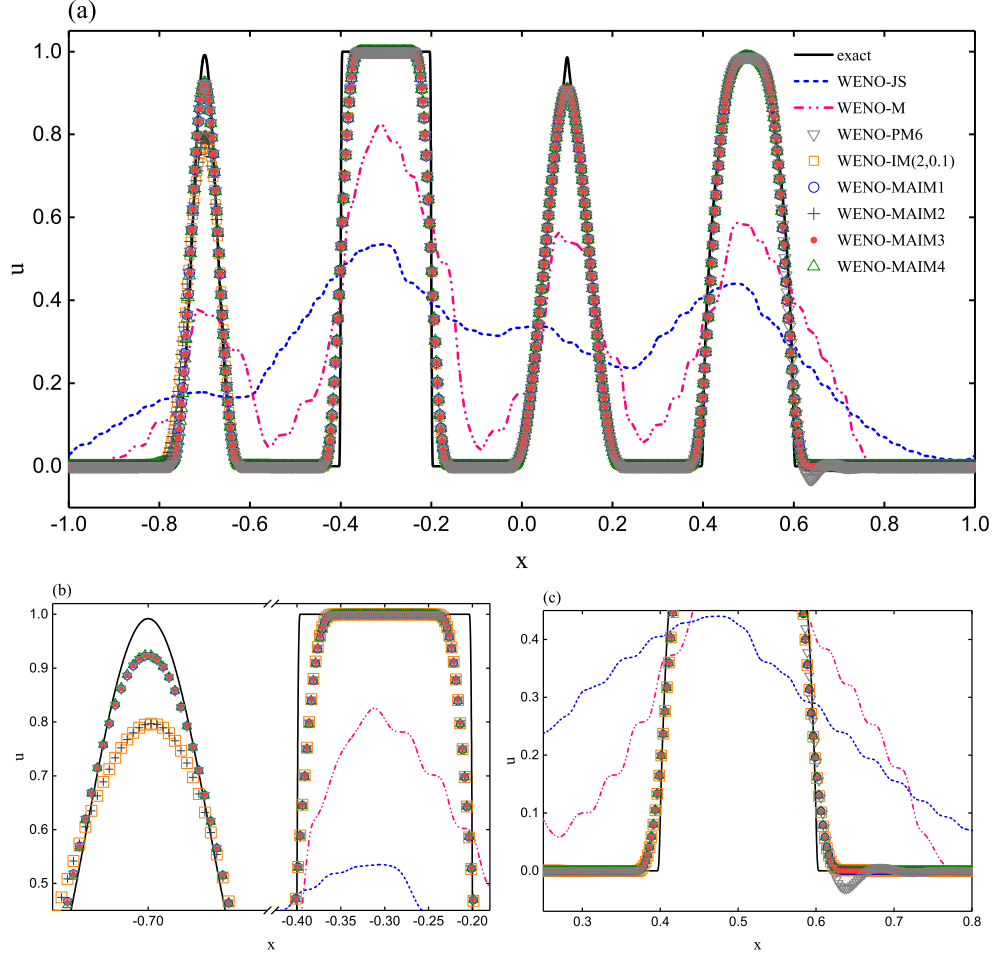 (a)
1.0
0.8
0.6
0.4
0.2
0.0
u
-1.0 -0.8 -0.6 -0.4 -0.2 0.0 0.2 0.4 0.6 0.8 1.0
x
exact
WENO-JS
WENO-M
WENO-PM6
WENO-IM(2,0.1)
WENO-MAIM1
WENO-MAIM2
WENO-MAIM3
WENO-MAIM4
(b)
1.0
0.9
0.8
0.7
0.6
0.5
u
-0.70 -0.40 -0.35 -0.30 -0.25 -0.20
x
(c)
0.4
0.3
0.2
0.1
0.0
u
0.3 0.4 0.5 0.6 0.7 0.8
x